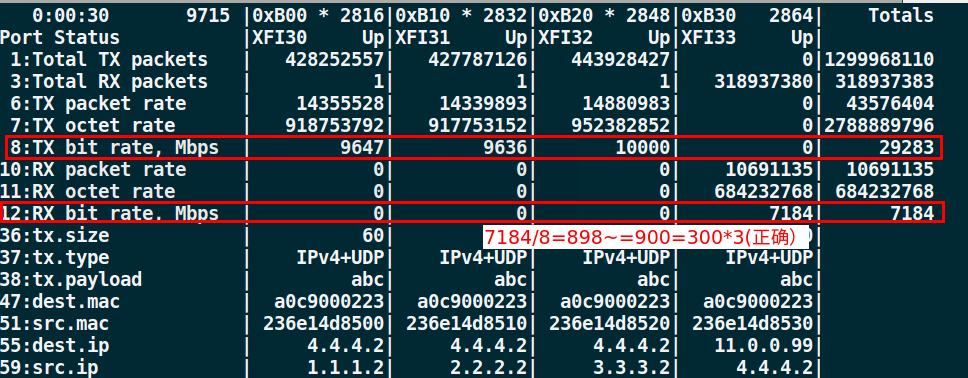 0:00:30 9715 |0xB00 * 2816|0xB10 * 2832|0xB20 * 2848|0xB30 2864| Totals
Port Status |XFI30 Up|XFI31 Up|XFI32 Up|XFI33 Up|
1:Total TX packets | 428252557| 427787126| 443928427| 0|1299968110
3:Total RX packets | 1| 1| 1| 318937380| 318937383
6:TX packet rate | 14355528| 14339893| 14880983| 0| 43576404
7:TX octet rate | 918753792| 917753152| 952382852| 0|2788889796
8:TX bit rate, Mbps | 9647| 9636| 10000| 0| 29283
10:RX packet rate | 0| 0| 0| 10691135| 10691135
11:RX octet rate | 0| 0| 0| 684232768| 684232768
12:RX bit rate, Mbps | 0| 0| 0| 7184| 7184
36:tx.size | 60|
7184/8=898~=900=300*3(正确）
37:tx.type | IPv4+UDP| IPv4+UDP| IPv4+UDP| IPv4+UDP|
38:tx.payload | abc| abc| abc| abc|
47:dest.mac | a0c9000223| a0c9000223| a0c9000223| a0c9000223|
51:src.mac | 236e14d8500| 236e14d8510| 236e14d8520| 236e14d8530|
55:dest.ip | 4.4.4.2| 4.4.4.2| 4.4.4.2| 11.0.0.99|
59:src.ip | 1.1.1.2| 2.2.2.2| 3.3.3.2| 4.4.4.2|